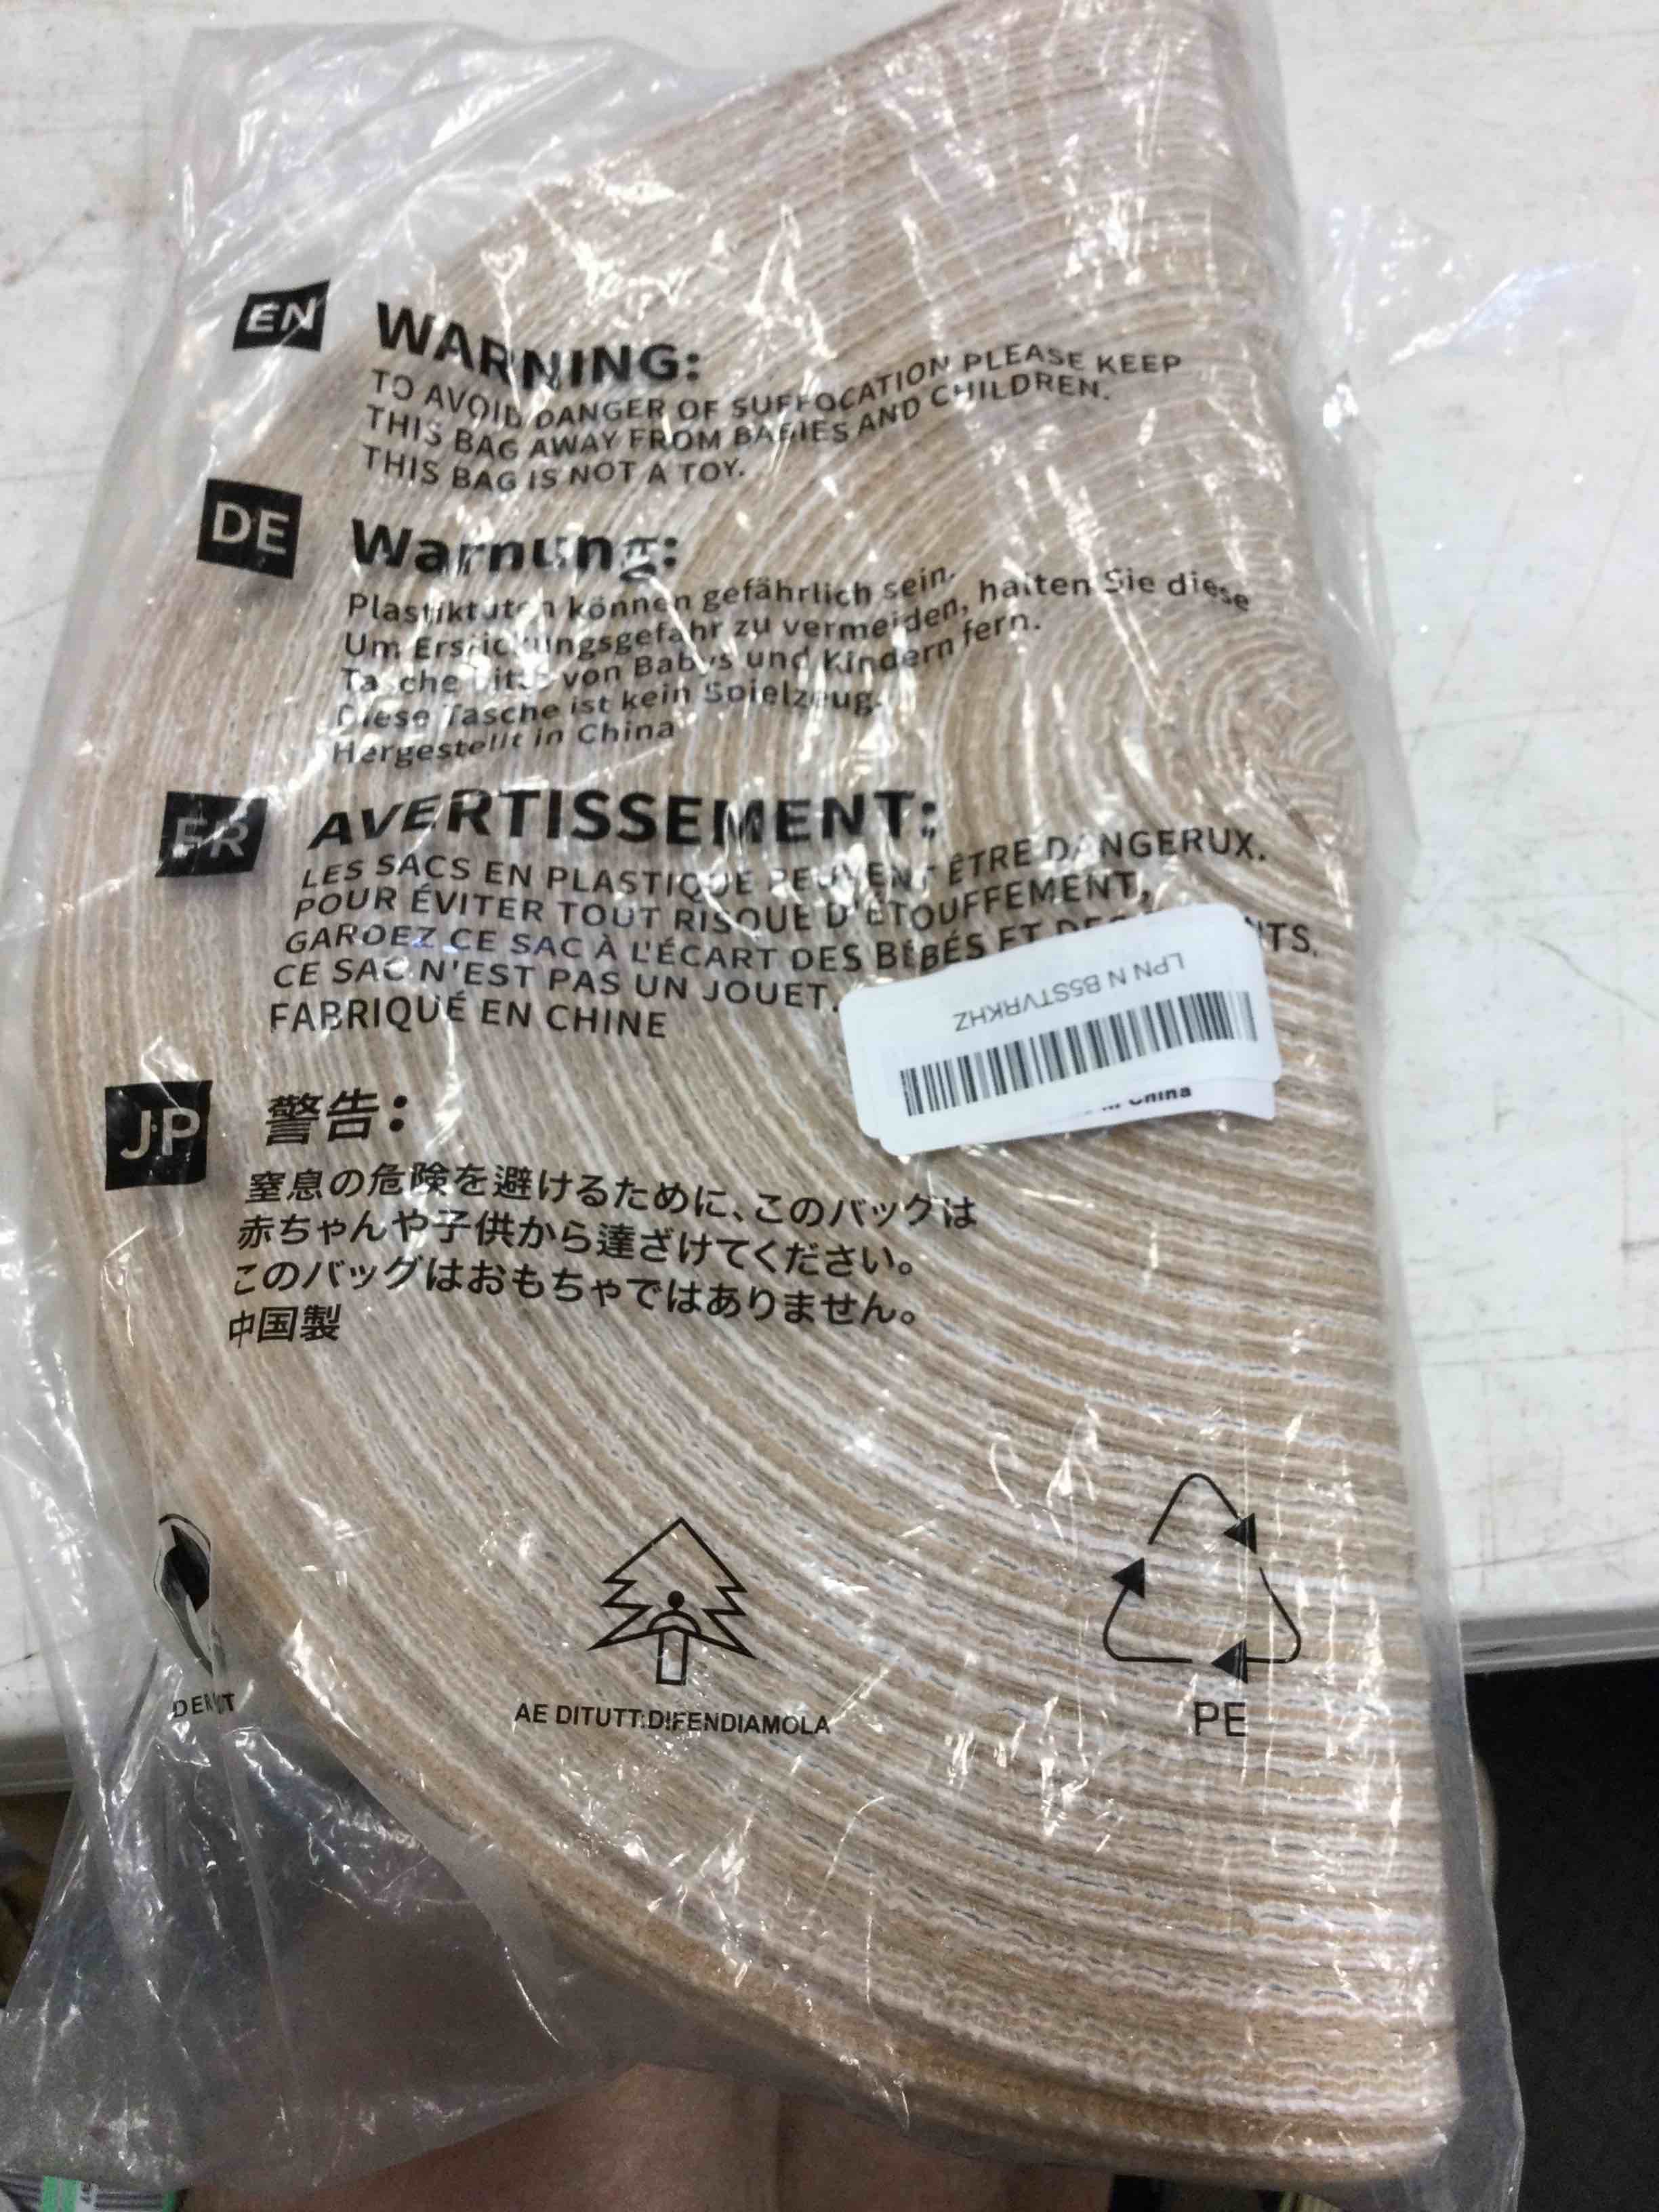 EN
WARNING:
TO AVOID DANGER OF SUFFOCATION PLEASE KEEP
THIS BAG AWAY FROM BABIES AND CHILDREN.
THIS BAG IS NOT A TOY.
DE
Warnung:
Plastiktüten können gefährlich sein.
Um Erstickungsgefahr zu vermeiden, halten Sie diese
Tasche bitte von Babys und Kindern fern.
Diese Tasche ist kein Spielzeug.
Hergestellt in China
FR
AVERTISSEMENT:
LES SACS EN PLASTIQUE PEUVENT ÊTRE DANGERUX.
POUR ÉVITER TOUT RISQUE D'ÉTOUFFEMENT,
GARDEZ CE SAC À L'ÉCART DES BÉBÉS ET
CE SAC N'EST PAS UN JOUET.
FABRIQUÉ EN CHINE
LPN N B5STVRKHZ
China
JP
警告：
窒息の危険を避けるために、このバッグは
赤ちゃんや子供から達ざけてください。
このバッグはおもちゃではありません。
中国製
AE DITUTT:DIFENDIAMOLA
PE